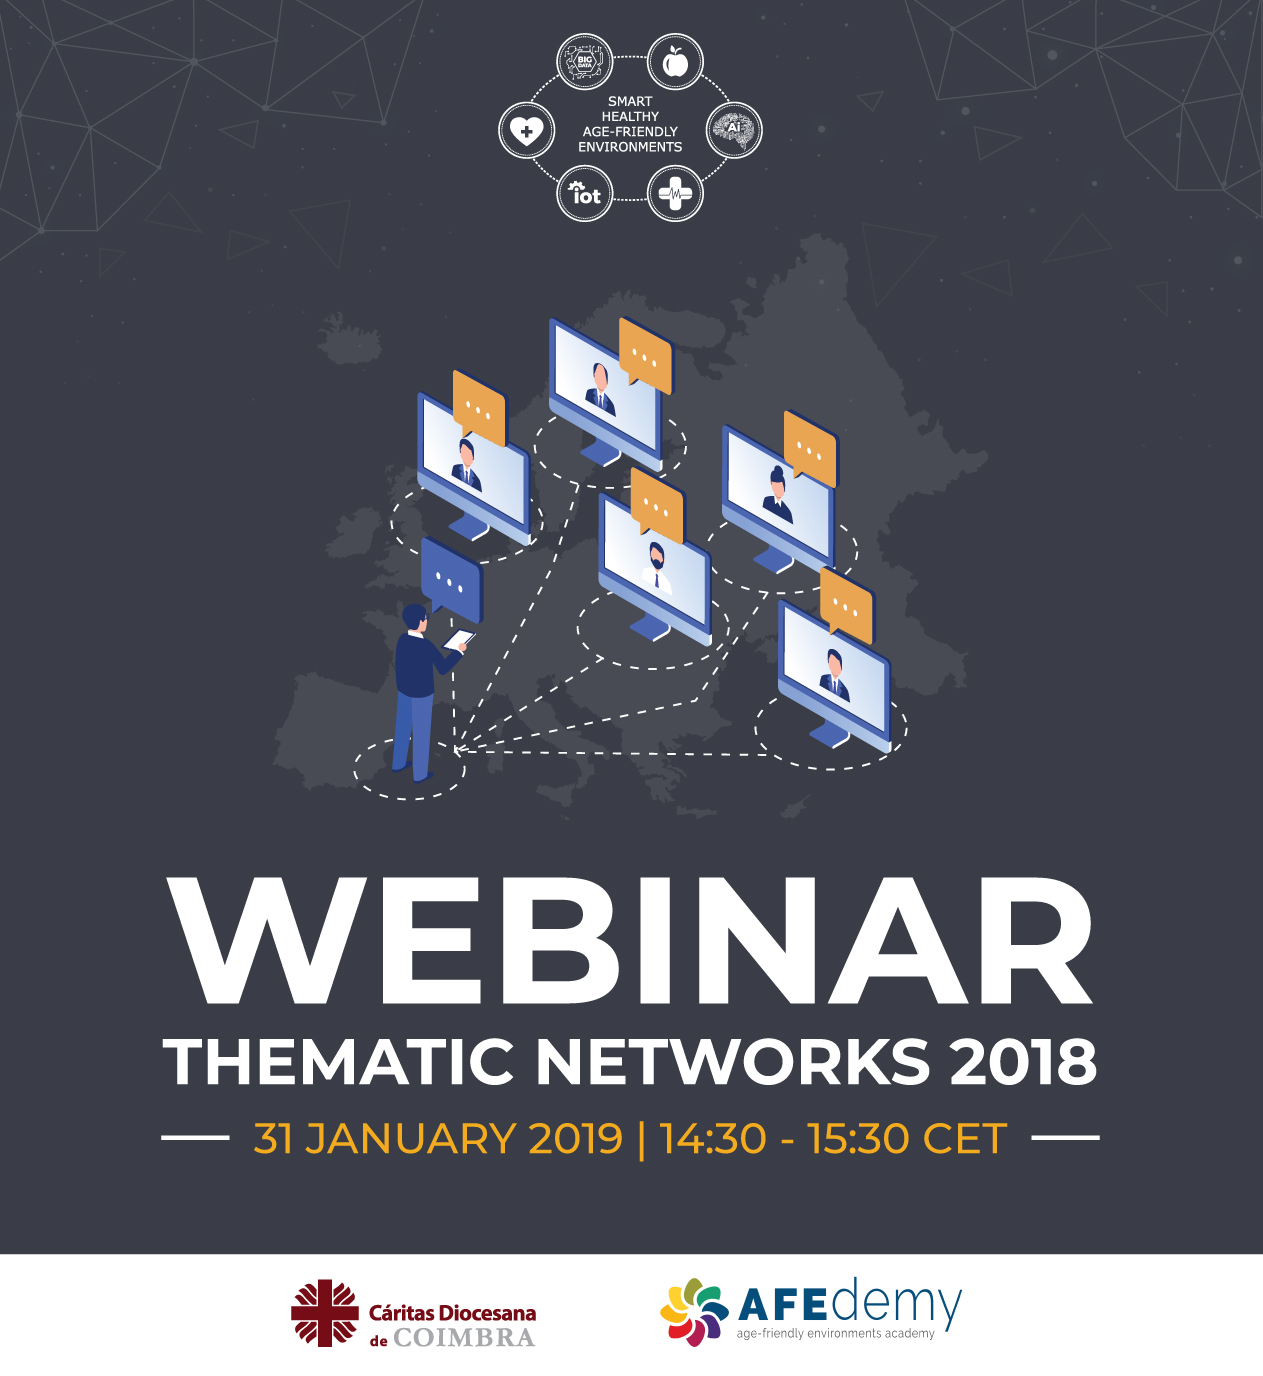 BIG
DATA
SMART
HEALTHY
AGE-FRIENDLY
ENVIRONMENTS
Ai
iot
WEBINAR
THEMATIC NETWORKS 2018
31 JANUARY 2019 | 14:30 - 15:30 CET
Cáritas Diocesana
de COIMBRA
AFEdemy
age-friendly environments academy